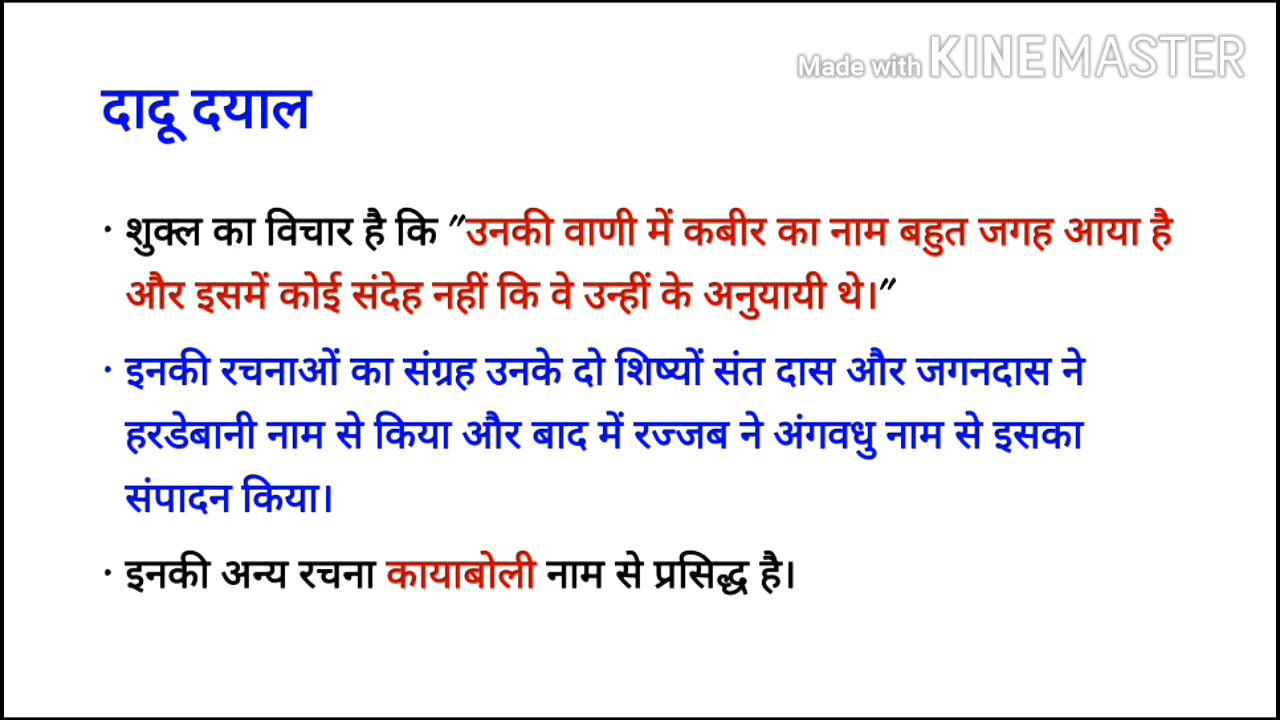 Made with KINEMASTER
दादू दयाल
· शुक्ल का विचार है कि "उनकी वाणी में कबीर का नाम बहुत जगह आया है
और इसमें कोई संदेह नहीं कि वे उन्हीं के अनुयायी थे।"
· इनकी रचनाओं का संग्रह उनके दो शिष्यों संत दास और जगनदास ने
हरडेबानी नाम से किया और बाद में रज्जब ने अंगवधु नाम से इसका
संपादन किया।
· इनकी अन्य रचना कायाबोली नाम से प्रसिद्ध है।